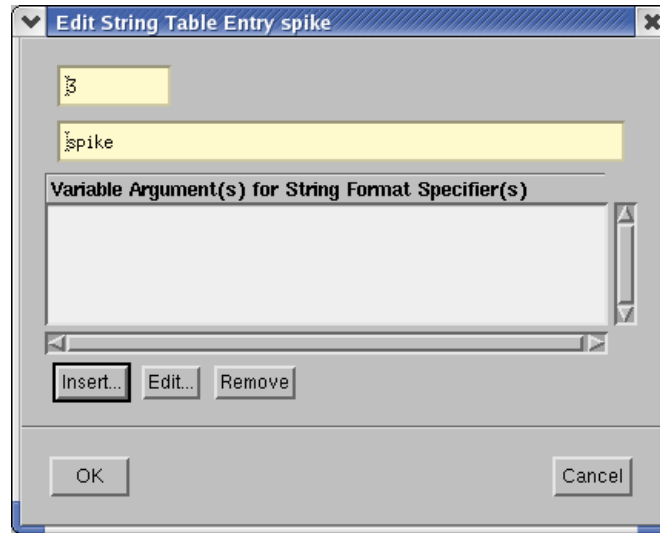 Edit String Table Entry spike
3
spike
Variable Argument(s) for String Format Specifier(s)
Insert... Edit... Remove
OK Cancel